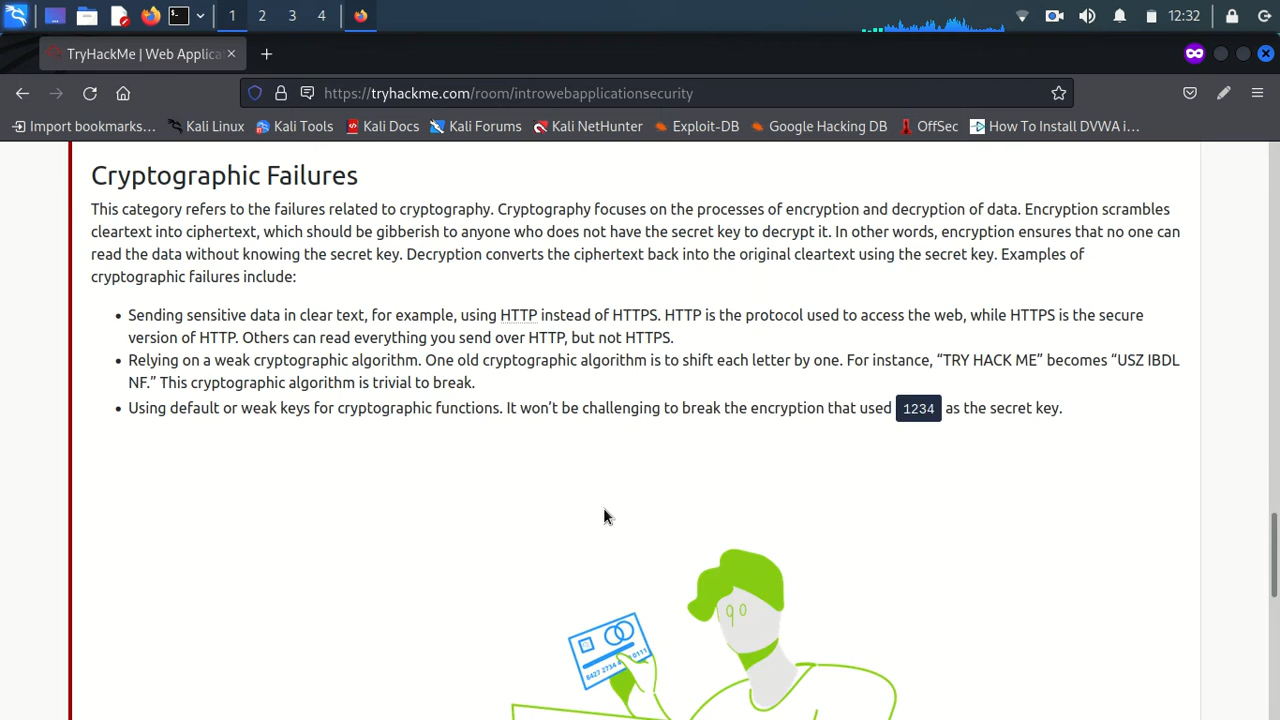 1 2 3 4 12:32
TryHackMe | Web Applica
https://tryhackme.com/room/introwebapplicationsecurity
Import bookmarks... Kali Linux Kali Tools Kali Docs Kali Forums Kali NetHunter Exploit-DB Google Hacking DB OffSec How To Install DVWA i...
Cryptographic Failures
This category refers to the failures related to cryptography. Cryptography focuses on the processes of encryption and decryption of data. Encryption scrambles
cleartext into ciphertext, which should be gibberish to anyone who does not have the secret key to decrypt it. In other words, encryption ensures that no one can
read the data without knowing the secret key. Decryption converts the ciphertext back into the original cleartext using the secret key. Examples of
cryptographic failures include:
• Sending sensitive data in clear text, for example, using HTTP instead of HTTPS. HTTP is the protocol used to access the web, while HTTPS is the secure
version of HTTP. Others can read everything you send over HTTP, but not HTTPS.
• Relying on a weak cryptographic algorithm. One old cryptographic algorithm is to shift each letter by one. For instance, “TRY HACK ME” becomes “USZ IBDL
NF.” This cryptographic algorithm is trivial to break.
• Using default or weak keys for cryptographic functions. It won’t be challenging to break the encryption that used 1234 as the secret key.
8427 2734 0111